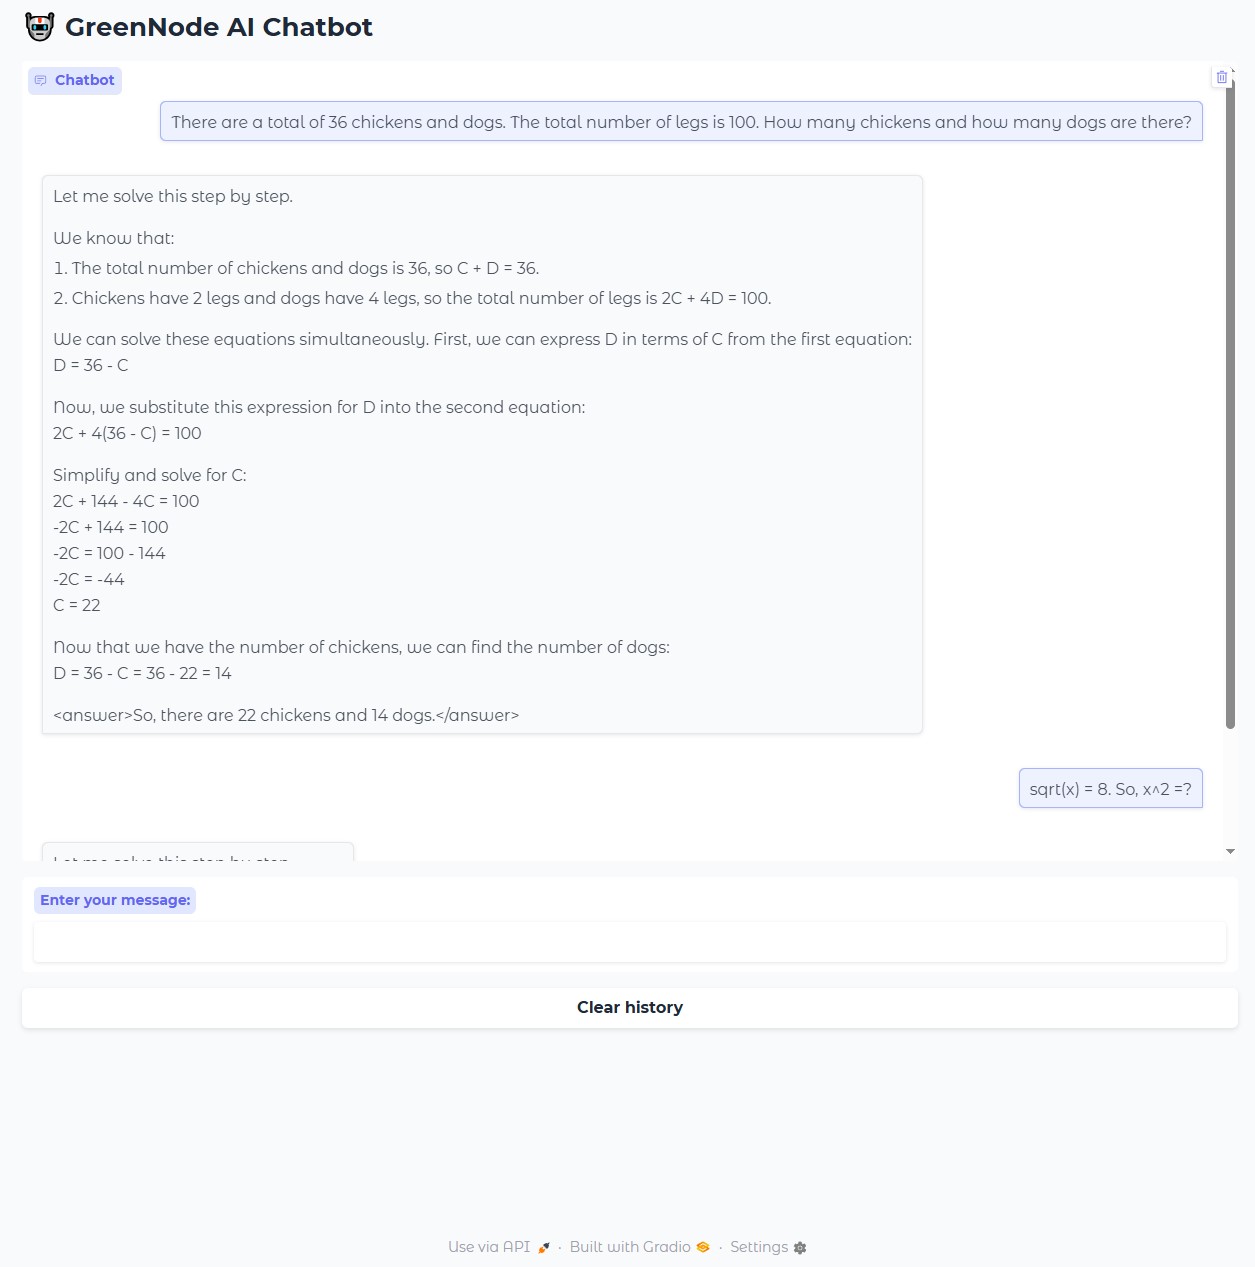 GreenNode AI Chatbot
Chatbot
There are a total of 36 chickens and dogs. The total number of legs is 100. How many chickens and how many dogs are there?
Let me solve this step by step.
We know that:
1. The total number of chickens and dogs is 36, so C + D = 36.
2. Chickens have 2 legs and dogs have 4 legs, so the total number of legs is 2C + 4D = 100.
We can solve these equations simultaneously. First, we can express D in terms of C from the first equation:
D = 36 - C
Now, we substitute this expression for D into the second equation:
2C + 4(36 - C) = 100
Simplify and solve for C:
2C + 144 - 4C = 100
-2C + 144 = 100
-2C = 100 - 144
-2C = -44
C = 22
Now that we have the number of chickens, we can find the number of dogs:
D = 36 - C = 36 - 22 = 14
<answer>So, there are 22 chickens and 14 dogs.</answer>
sqrt(x) = 8. So, x^2 =?
Let me solve this step by step.
Enter your message:
Clear history
Use via API · Built with Gradio · Settings